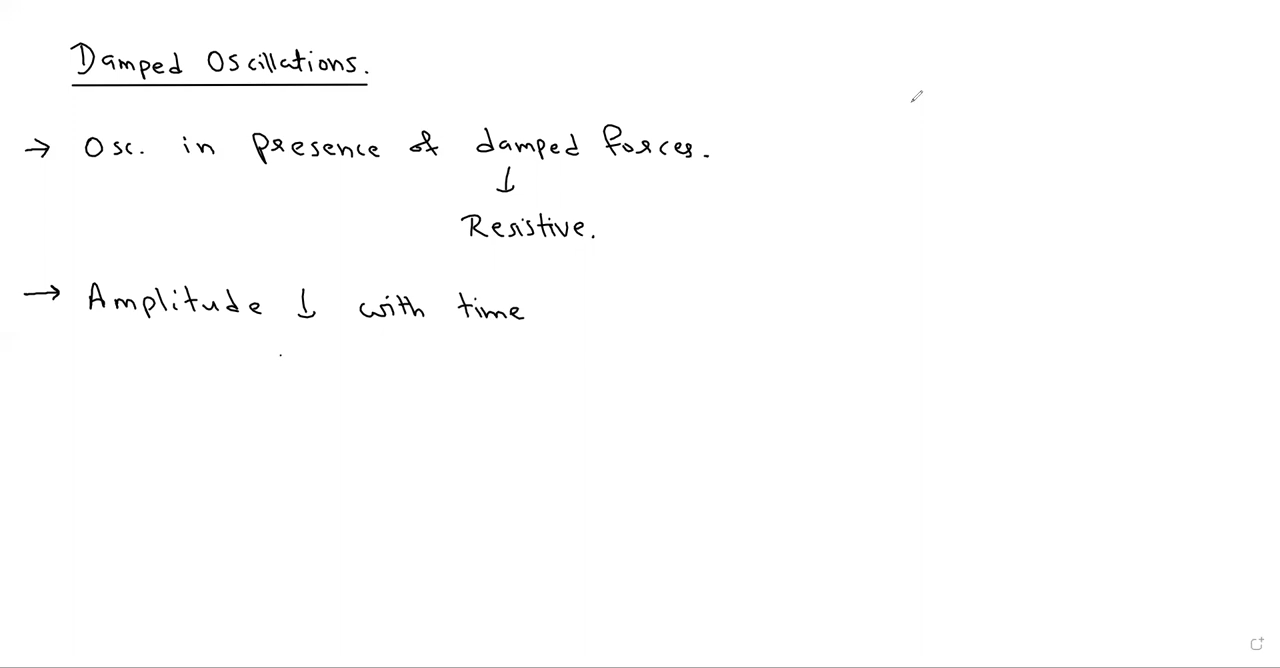 Damped Oscillations.
→ Osc. in presence of damped forces.
↓
Resistive.
→ Amplitude ↓ with time